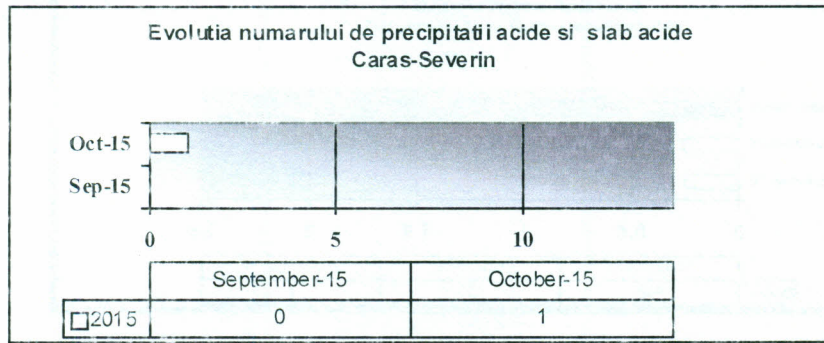 Evolutia numarului de precipitatii acide si slab acide
Caras-Severin
Oct-15
Sep-15
0 5 10
September-15 October-15
2015 0 1